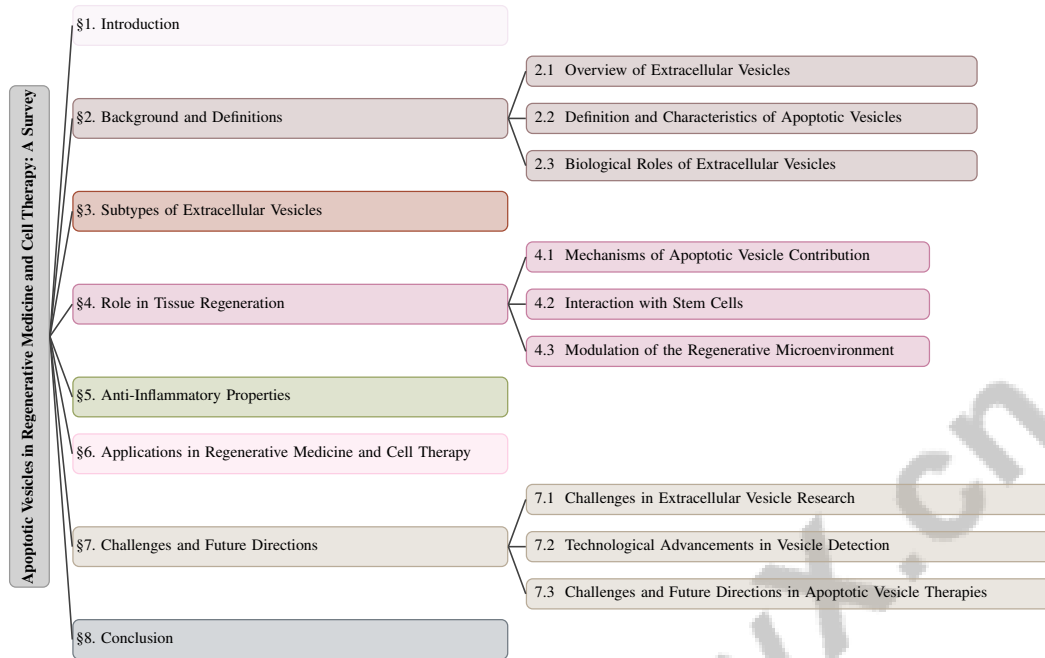 Apoptotic Vesicles in Regenerative Medicine and Cell Therapy: A Survey
§1. Introduction
§2. Background and Definitions
2.1 Overview of Extracellular Vesicles
2.2 Definition and Characteristics of Apoptotic Vesicles
2.3 Biological Roles of Extracellular Vesicles
§3. Subtypes of Extracellular Vesicles
§4. Role in Tissue Regeneration
4.1 Mechanisms of Apoptotic Vesicle Contribution
4.2 Interaction with Stem Cells
4.3 Modulation of the Regenerative Microenvironment
§5. Anti-Inflammatory Properties
§6. Applications in Regenerative Medicine and Cell Therapy
§7. Challenges and Future Directions
7.1 Challenges in Extracellular Vesicle Research
7.2 Technological Advancements in Vesicle Detection
7.3 Challenges and Future Directions in Apoptotic Vesicle Therapies
§8. Conclusion
x.cn